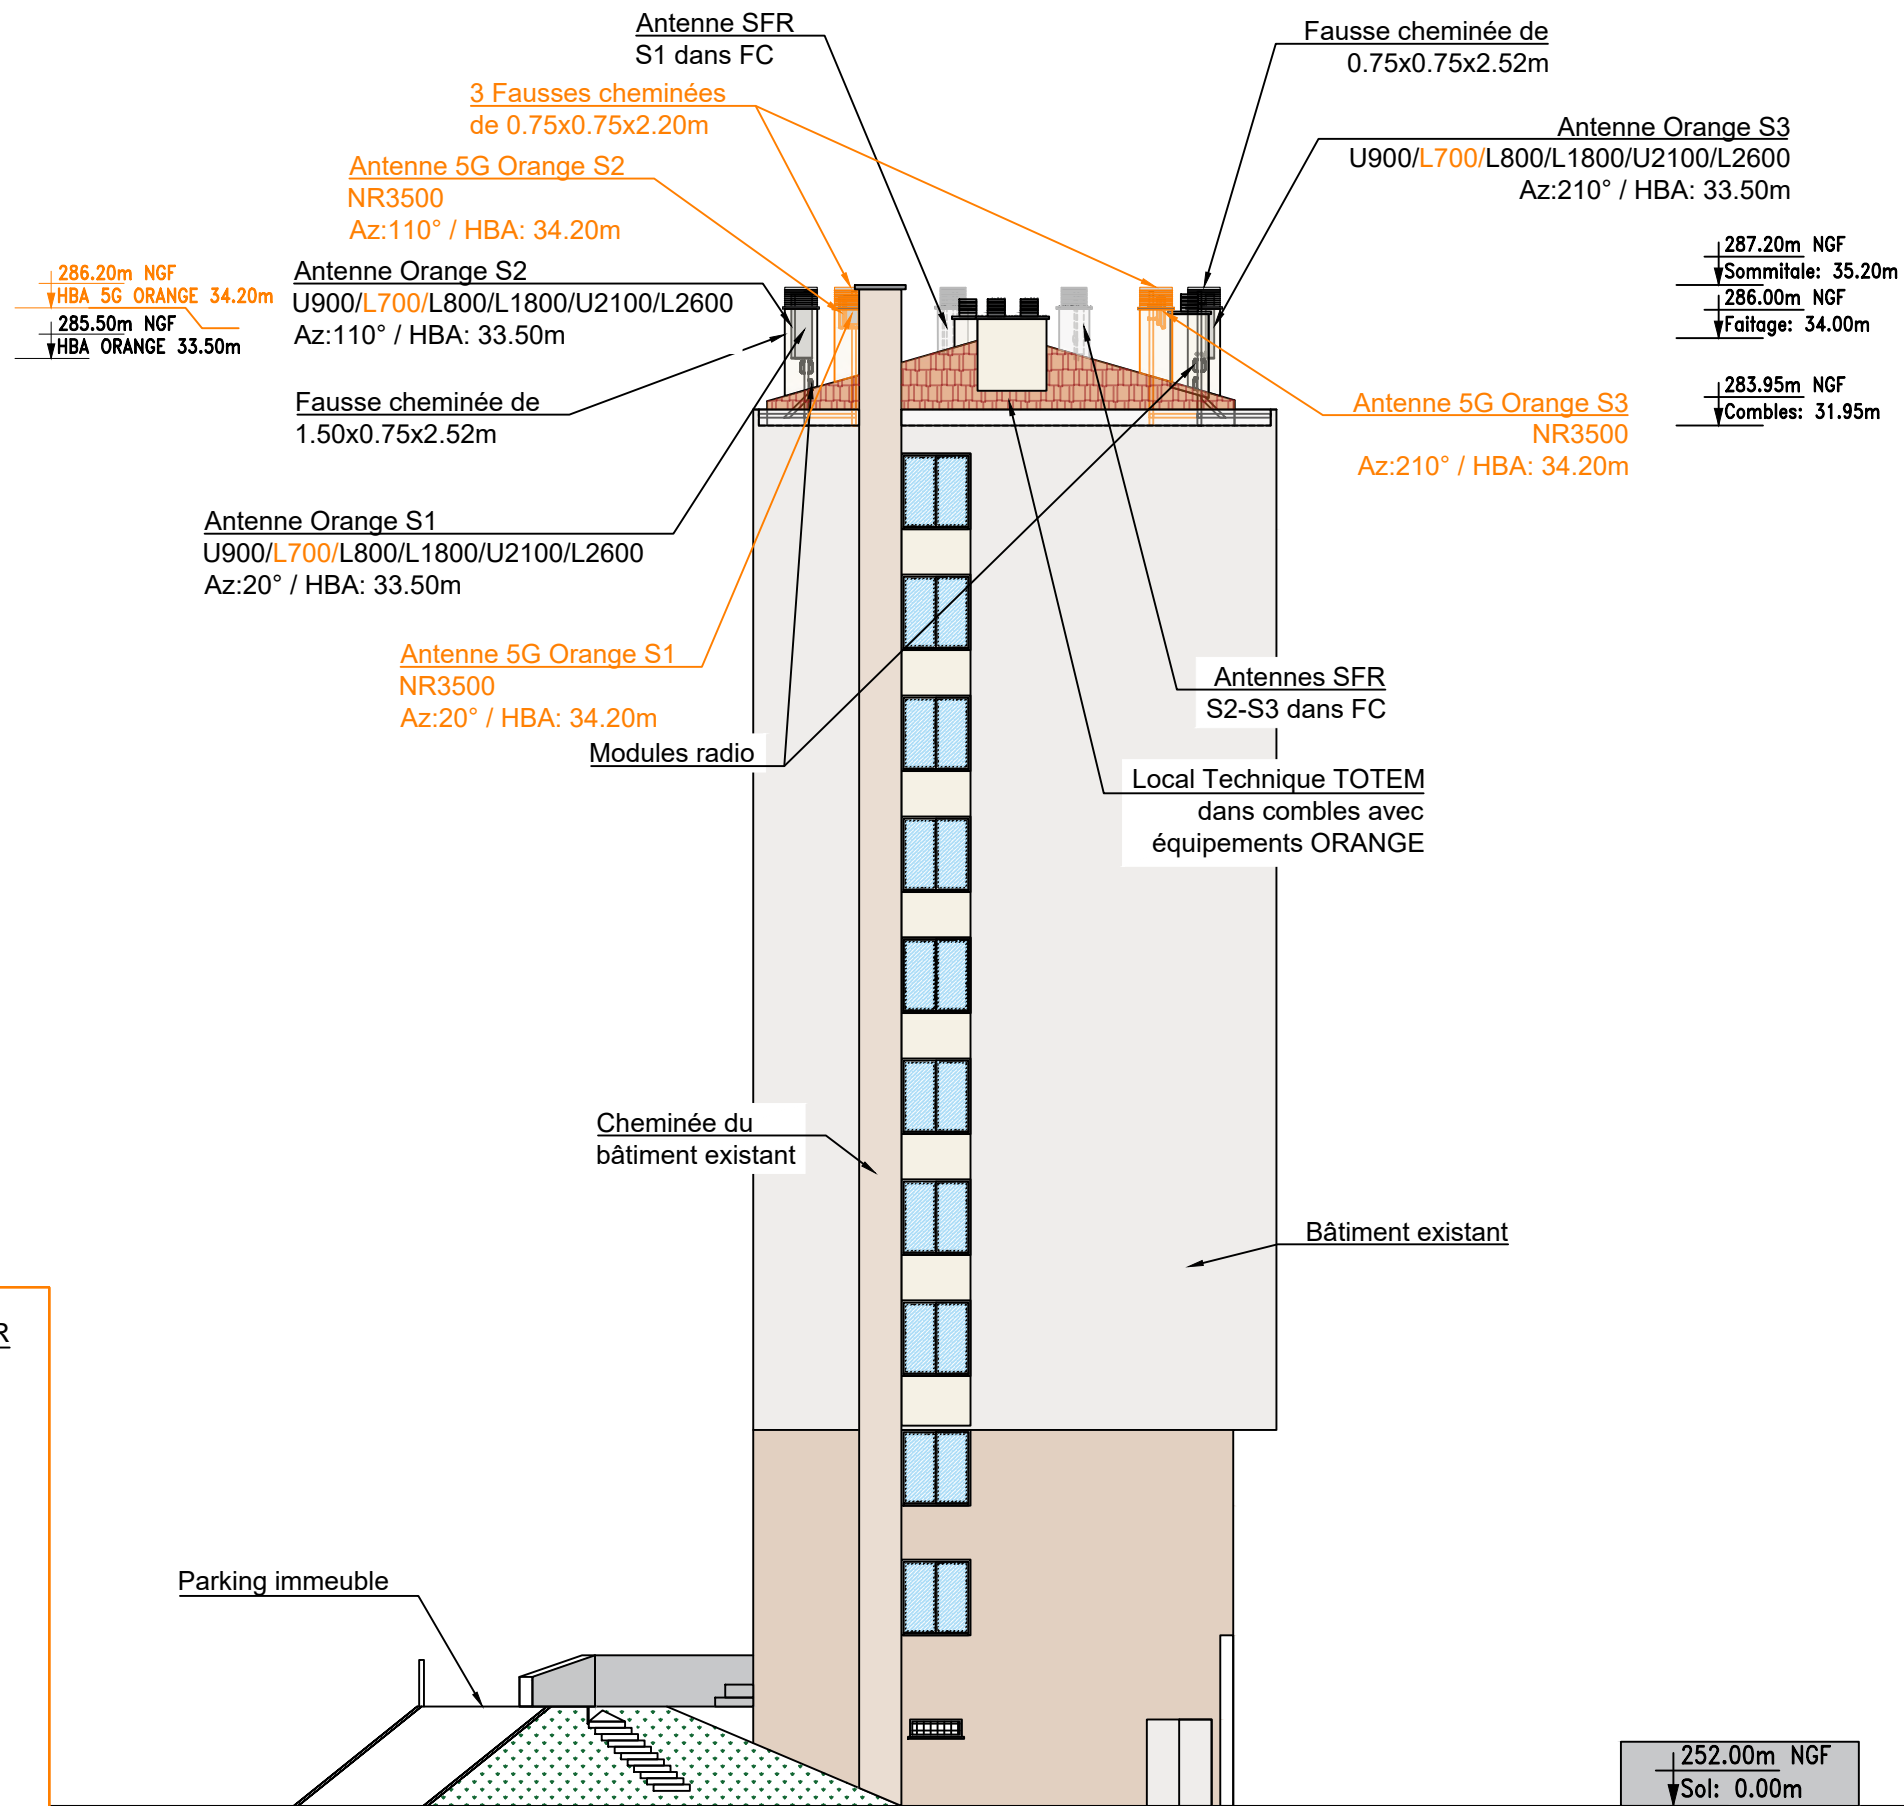 Antenne SFR
S1 dans FC
Fausse cheminée de
0.75x0.75x2.52m
3 Fausses cheminées
de 0.75x0.75x2.20m
Antenne Orange S3
U900/L700/L800/L1800/U2100/L2600
Az:210° / HBA: 33.50m
Antenne 5G Orange S2
NR3500
Az:110° / HBA: 34.20m
286.20m NGF
HBA 5G ORANGE 34.20m
285.50m NGF
HBA ORANGE 33.50m
Antenne Orange S2
U900/L700/L800/L1800/U2100/L2600
Az:110° / HBA: 33.50m
287.20m NGF
Sommitale: 35.20m
286.00m NGF
Faitage: 34.00m
283.95m NGF
Combles: 31.95m
Fausse cheminée de
1.50x0.75x2.52m
Antenne 5G Orange S3
NR3500
Az:210° / HBA: 34.20m
Antenne Orange S1
U900/L700/L800/L1800/U2100/L2600
Az:20° / HBA: 33.50m
Antenne 5G Orange S1
NR3500
Az:20° / HBA: 34.20m
Antennes SFR
S2-S3 dans FC
Modules radio
Local Technique TOTEM
dans combles avec
équipements ORANGE
Cheminée du
bâtiment existant
Bâtiment existant
R
Parking immeuble
252.00m NGF
Sol: 0.00m